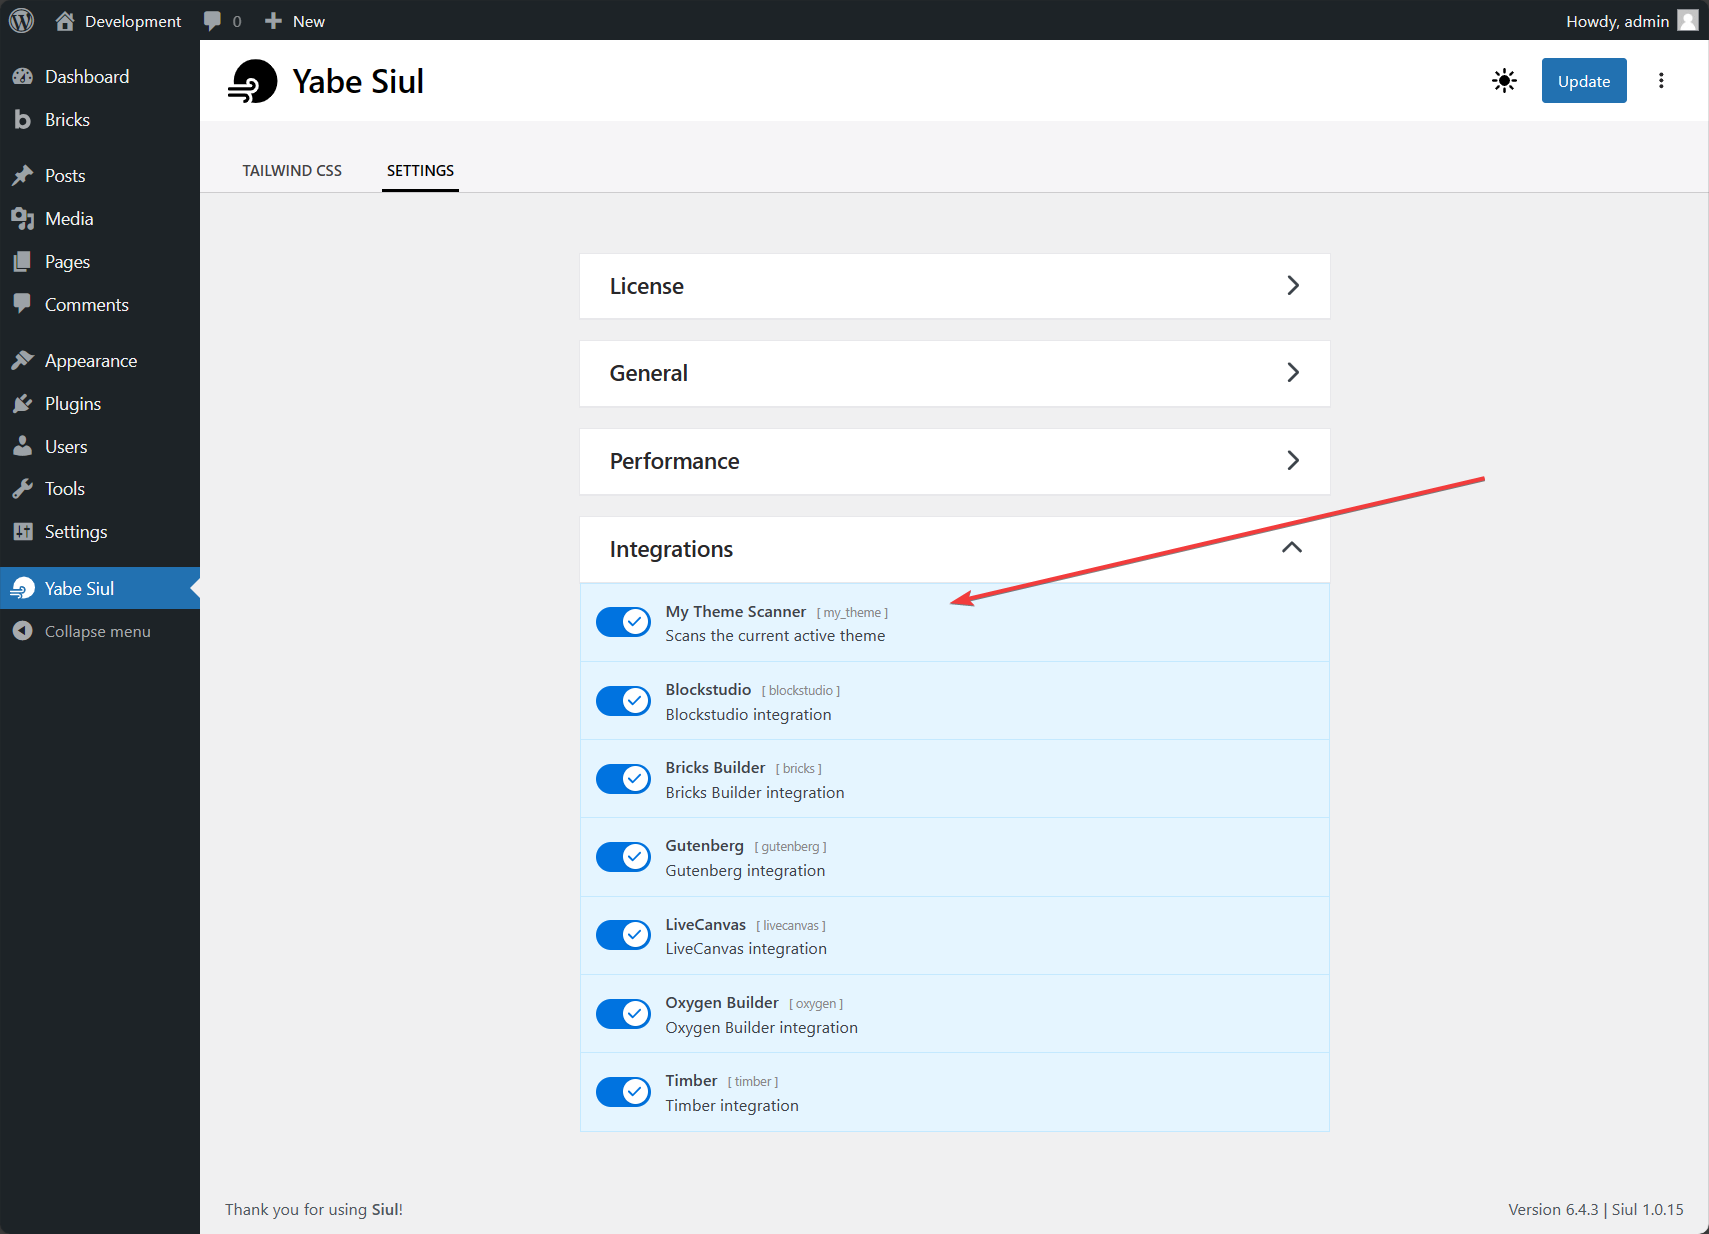 Development
0
New
Howdy, admin
Dashboard
Bricks
Posts
Media
Pages
Comments
Appearance
Plugins
Users
Tools
Settings
Yabe Siul
Collapse menu
Yabe Siul
Update
TAILWIND CSS
SETTINGS
License
General
Performance
Integrations
My Theme Scanner [ my_theme ]
Scans the current active theme
Blockstudio [ blockstudio ]
Blockstudio integration
Bricks Builder [ bricks ]
Bricks Builder integration
Gutenberg [ gutenberg ]
Gutenberg integration
LiveCanvas [ livecanvas ]
LiveCanvas integration
Oxygen Builder [ oxygen ]
Oxygen Builder integration
Timber [ timber ]
Timber integration
Thank you for using Siul!
Version 6.4.3 | Siul 1.0.15